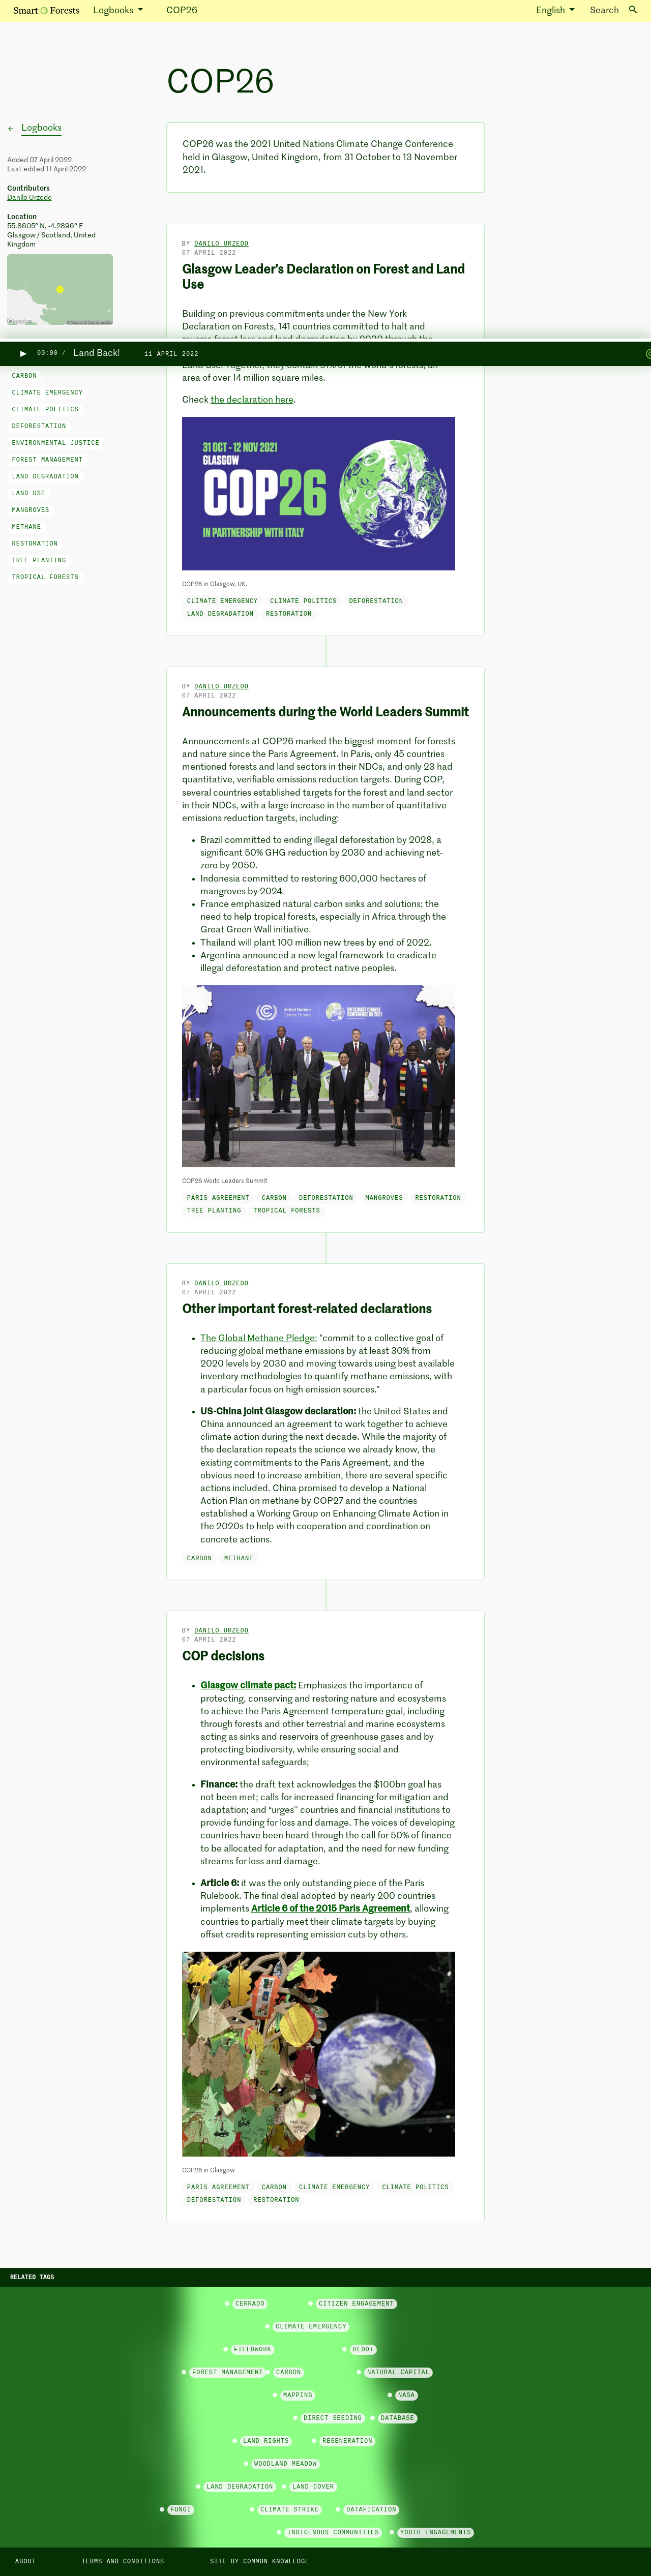 Smart Forests Logbooks COP26 English Search
COP26
← Logbooks
Added 07 April 2022
Last edited 11 April 2022
Contributors
Danilo Urzedo
Location
55.8605° N, -4.2896° E
Glasgow / Scotland, United
Kingdom
COP26 was the 2021 United Nations Climate Change Conference
held in Glasgow, United Kingdom, from 31 October to 13 November
2021.
BY DANILO URZEDO
07 APRIL 2022
Glasgow Leader's Declaration on Forest and Land
Use
Building on previous commitments under the New York
Declaration on Forests, 141 countries committed to halt and
00:00 / Land Back! 11 APRIL 2022
area of over 14 million square miles.
Check the declaration here.
CARBON
CLIMATE EMERGENCY
CLIMATE POLITICS
DEFORESTATION
ENVIRONMENTAL JUSTICE
FOREST MANAGEMENT
LAND DEGRADATION
LAND USE
MANGROVES
METHANE
RESTORATION
TREE PLANTING
TROPICAL FORESTS
31 OCT - 12 NOV 2021
GLASGOW
COP26
IN PARTNERSHIP WITH ITALY
COP26 in Glasgow, UK.
CLIMATE EMERGENCY CLIMATE POLITICS DEFORESTATION
LAND DEGRADATION RESTORATION
BY DANILO URZEDO
07 APRIL 2022
Announcements during the World Leaders Summit
Announcements at COP26 marked the biggest moment for forests
and nature since the Paris Agreement. In Paris, only 45 countries
mentioned forests and land sectors in their NDCs, and only 23 had
quantitative, verifiable emissions reduction targets. During COP,
several countries established targets for the forest and land sector
in their NDCs, with a large increase in the number of quantitative
emissions reduction targets, including:
• Brazil committed to ending illegal deforestation by 2028, a
significant 50% GHG reduction by 2030 and achieving net-
zero by 2050.
• Indonesia committed to restoring 600,000 hectares of
mangroves by 2024.
• France emphasized natural carbon sinks and solutions; the
need to help tropical forests, especially in Africa through the
Great Green Wall initiative.
• Thailand will plant 100 million new trees by end of 2022.
• Argentina announced a new legal framework to eradicate
illegal deforestation and protect native peoples.
United Nations
Climate Change
UN CLIMATE CHANGE
CONFERENCE
UK 2021
COP26 World Leaders Summit
PARIS AGREEMENT CARBON DEFORESTATION MANGROVES RESTORATION
TREE PLANTING TROPICAL FORESTS
BY DANILO URZEDO
07 APRIL 2022
Other important forest-related declarations
• The Global Methane Pledge: "commit to a collective goal of
reducing global methane emissions by at least 30% from
2020 levels by 2030 and moving towards using best available
inventory methodologies to quantify methane emissions, with
a particular focus on high emission sources."
• US-China joint Glasgow declaration: the United States and
China announced an agreement to work together to achieve
climate action during the next decade. While the majority of
the declaration repeats the science we already know, the
existing commitments to the Paris Agreement, and the
obvious need to increase ambition, there are several specific
actions included. China promised to develop a National
Action Plan on methane by COP27 and the countries
established a Working Group on Enhancing Climate Action in
the 2020s to help with cooperation and coordination on
concrete actions.
CARBON METHANE
BY DANILO URZEDO
07 APRIL 2022
COP decisions
• Glasgow climate pact: Emphasizes the importance of
protecting, conserving and restoring nature and ecosystems
to achieve the Paris Agreement temperature goal, including
through forests and other terrestrial and marine ecosystems
acting as sinks and reservoirs of greenhouse gases and by
protecting biodiversity, while ensuring social and
environmental safeguards;
• Finance: the draft text acknowledges the $100bn goal has
not been met; calls for increased financing for mitigation and
adaptation; and "urges" countries and financial institutions to
provide funding for loss and damage. The voices of developing
countries have been heard through the call for 50% of finance
to be allocated for adaptation, and the need for new funding
streams for loss and damage.
• Article 6: it was the only outstanding piece of the Paris
Rulebook. The final deal adopted by nearly 200 countries
implements Article 6 of the 2015 Paris Agreement, allowing
countries to partially meet their climate targets by buying
offset credits representing emission cuts by others.
COP26 in Glasgow
PARIS AGREEMENT CARBON CLIMATE EMERGENCY CLIMATE POLITICS
DEFORESTATION RESTORATION
RELATED TAGS
CERRADO CITIZEN ENGAGEMENT
CLIMATE EMERGENCY
FIELDWORK REDD+
FOREST MANAGEMENT CARBON NATURAL CAPITAL
MAPPING NASA
DIRECT SEEDING DATABASE
LAND RIGHTS REGENERATION
WOODLAND MEADOW
LAND DEGRADATION LAND COVER
FUNGI CLIMATE STRIKE DATAFICATION
INDIGENOUS COMMUNITIES YOUTH ENGAGEMENTS
ABOUT TERMS AND CONDITIONS SITE BY COMMON KNOWLEDGE